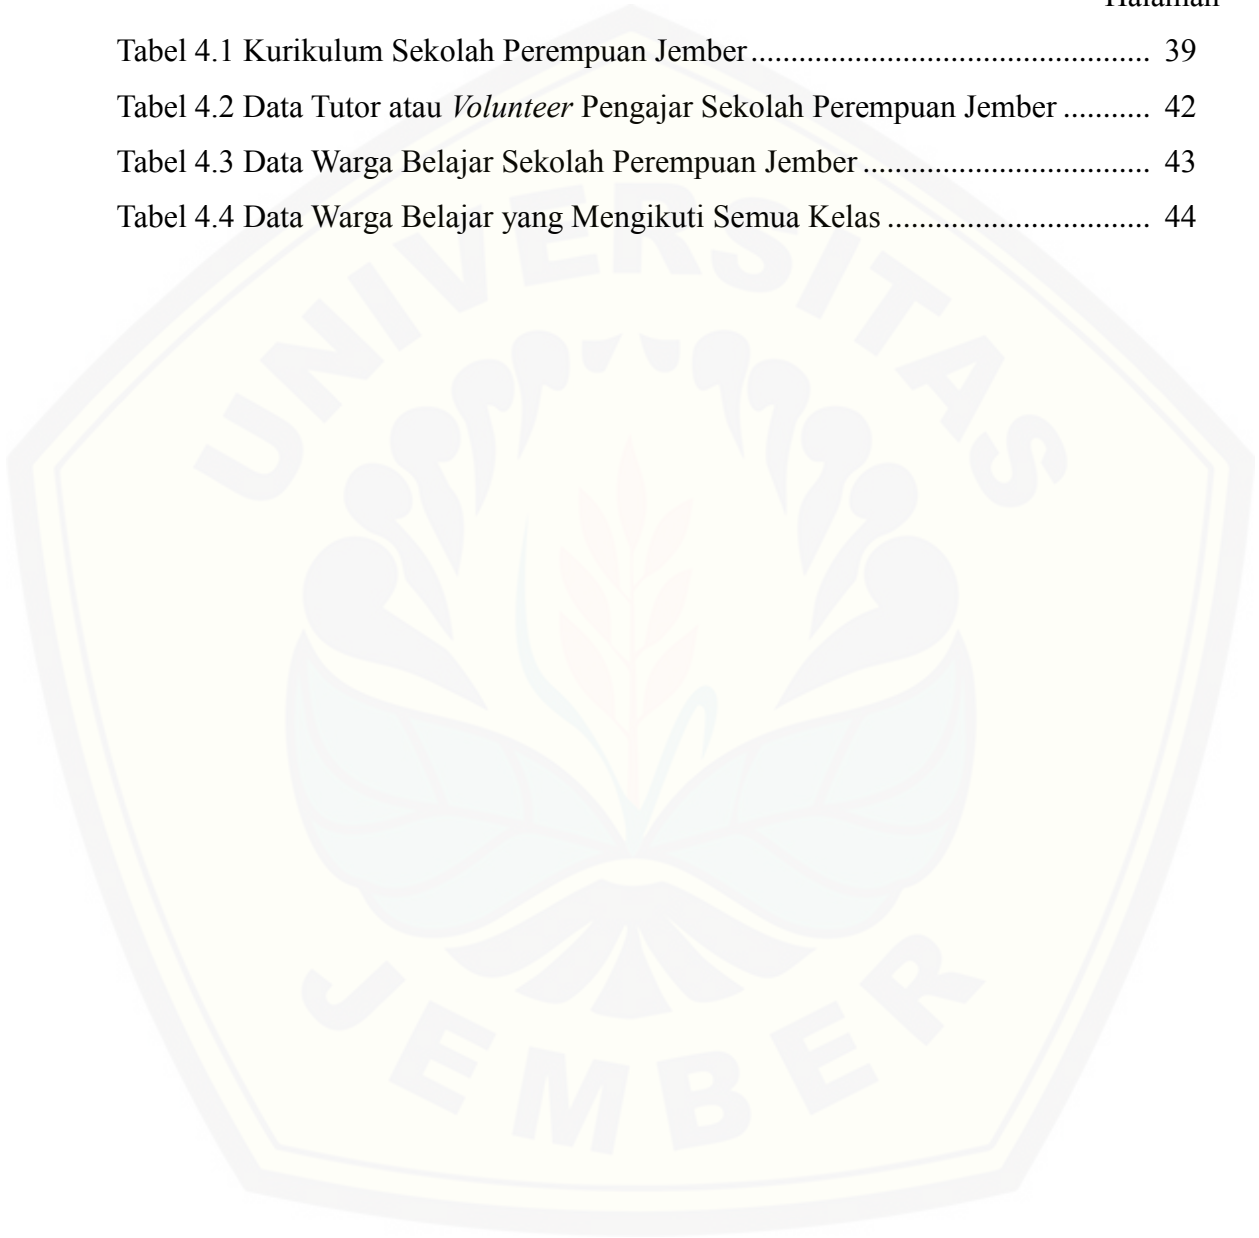 Halaman
Tabel 4.1 Kurikulum Sekolah Perempuan Jember .................................................. 39
Tabel 4.2 Data Tutor atau Volunteer Pengajar Sekolah Perempuan Jember ........... 42
Tabel 4.3 Data Warga Belajar Sekolah Perempuan Jember .................................... 43
Tabel 4.4 Data Warga Belajar yang Mengikuti Semua Kelas ................................. 44
UNIVERSITAS
JEMBER